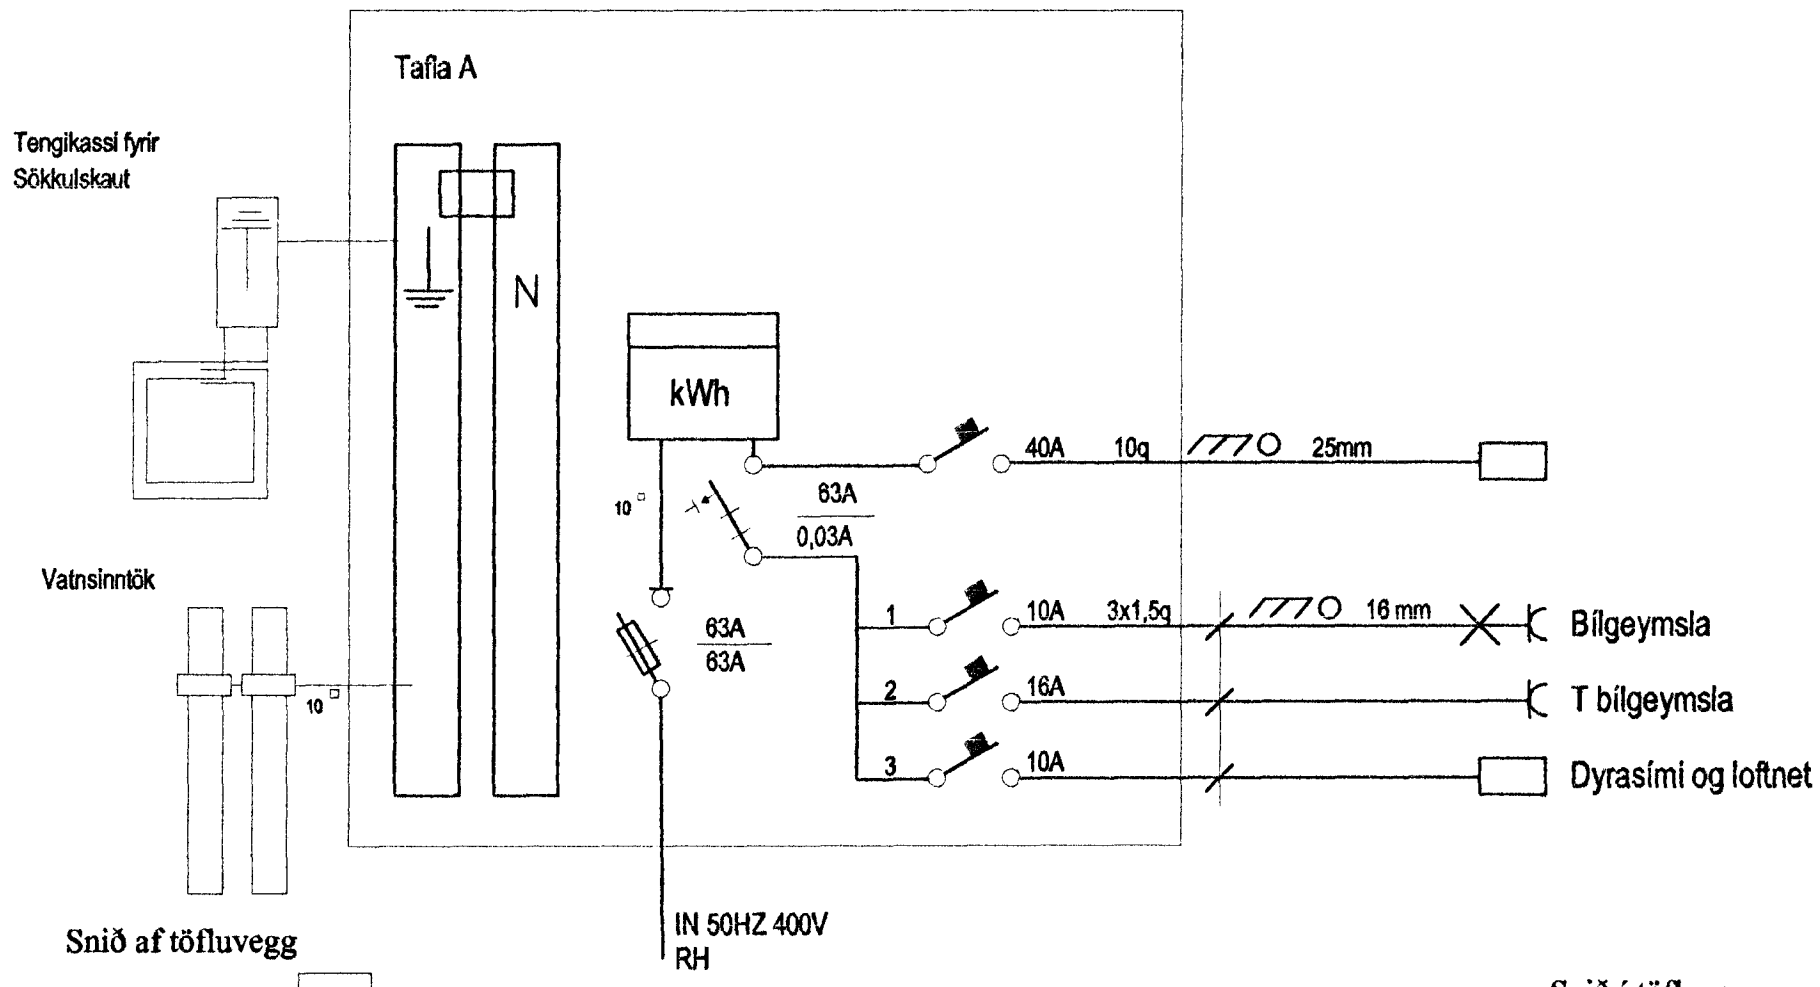 Tafla A
Tengikassi fyrir
Sökkulskaut
N
kWh
40A 10q 25mm
10
63A
0,03A
Vatnsinntök
1 10A 3x1,5q 16 mm Bílgeymsla
63A
63A
2 16A T bílgeymsla
10
3 10A Dyrasími og loftnet
IN 50HZ 400V
RH
Snið af töfluvegg